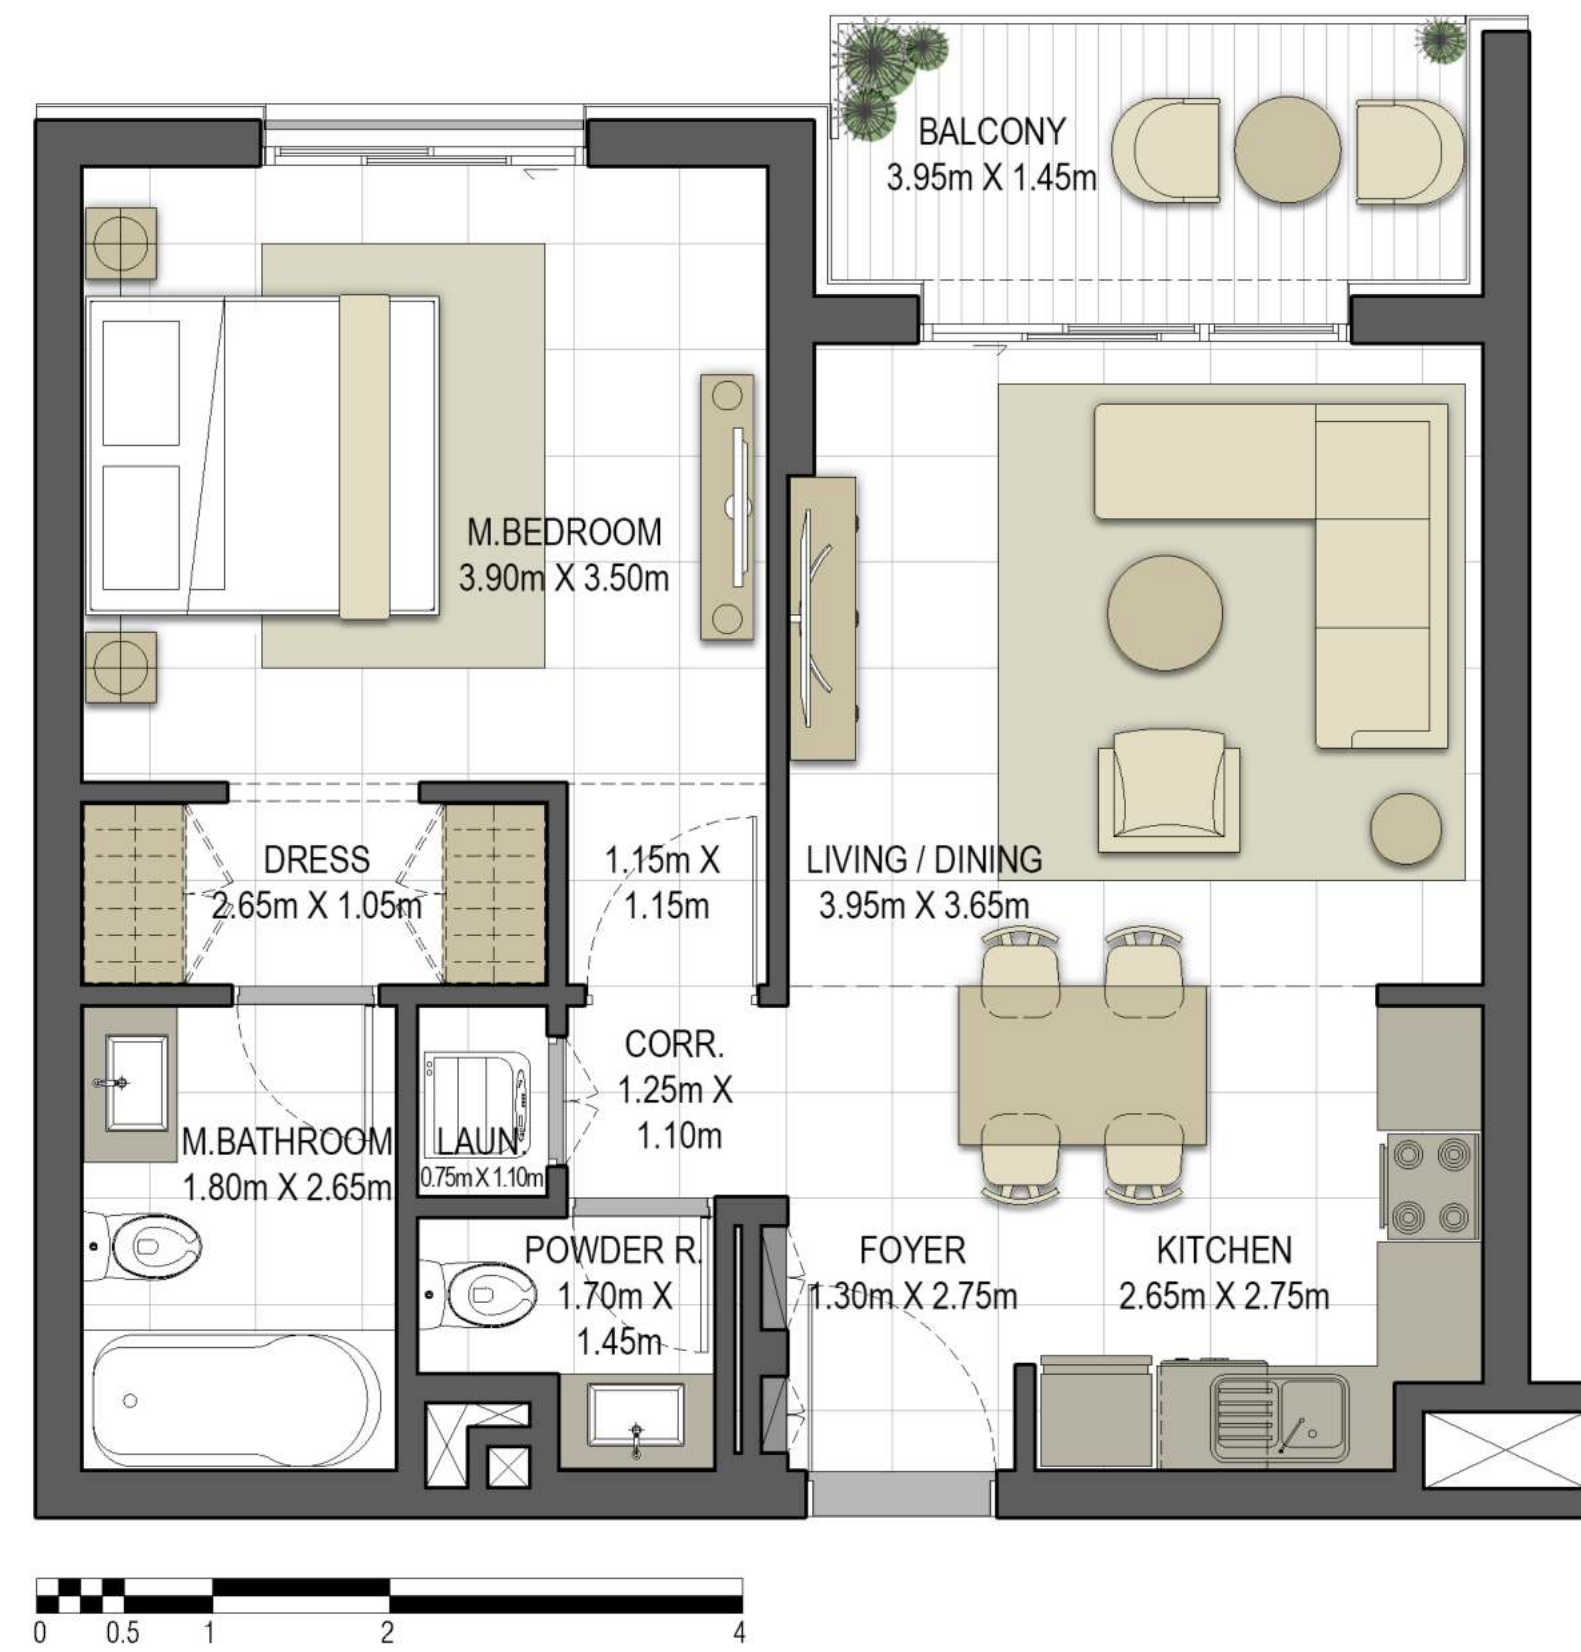 BALCONY
3.95m X 1.45m
M.BEDROOM
3.90m X 3.50m
DRESS
2.65m X 1.05m
1.15m X
1.15m
LIVING / DINING
3.95m X 3.65m
CORR.
1.25m X
1.10m
M.BATHROOM
1.80m X 2.65m
LAUN.
0.75m X 1.10m
POWDER R.
1.70m X
1.45m
FOYER
1.30m X 2.75m
KITCHEN
2.65m X 2.75m
0 0.5 1 2 4